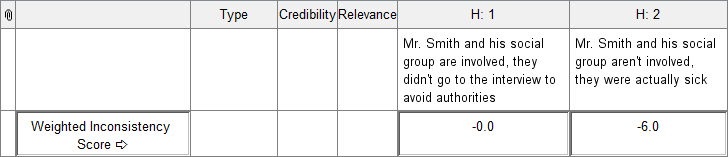 Type Credibility Relevance H: 1 H: 2
Mr. Smith and his social
group are involved, they
didn't go to the interview to
avoid authorities
Mr. Smith and his social
group aren't involved,
they were actually sick
Weighted Inconsistency
Score ⇨
-0.0
-6.0